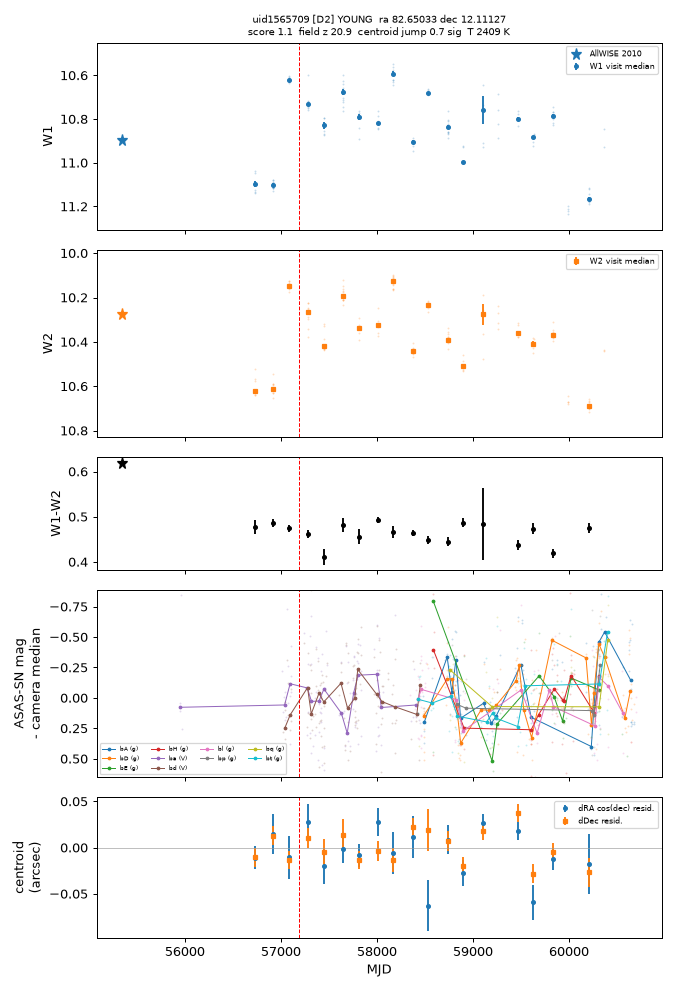 uid1565709 [D2] YOUNG ra 82.65033 dec 12.11127
score 1.1 field z 20.9 centroid jump 0.7 sig T 2409 K
W1
10.6
10.8
11.0
11.2
AllWISE 2010
W1 visit median
W2
10.0
10.2
10.4
10.6
10.8
W2 visit median
W1-W2
0.6
0.5
0.4
ASAS-SN mag
- camera median
−0.75
−0.50
−0.25
0.00
0.25
0.50
bA (g)
bD (g)
bE (g)
bH (g)
ba (V)
bd (V)
bl (g)
bp (g)
bq (g)
bt (g)
centroid
(arcsec)
0.05
0.00
−0.05
dRA cos(dec) resid.
dDec resid.
56000
57000
58000
59000
60000
MJD